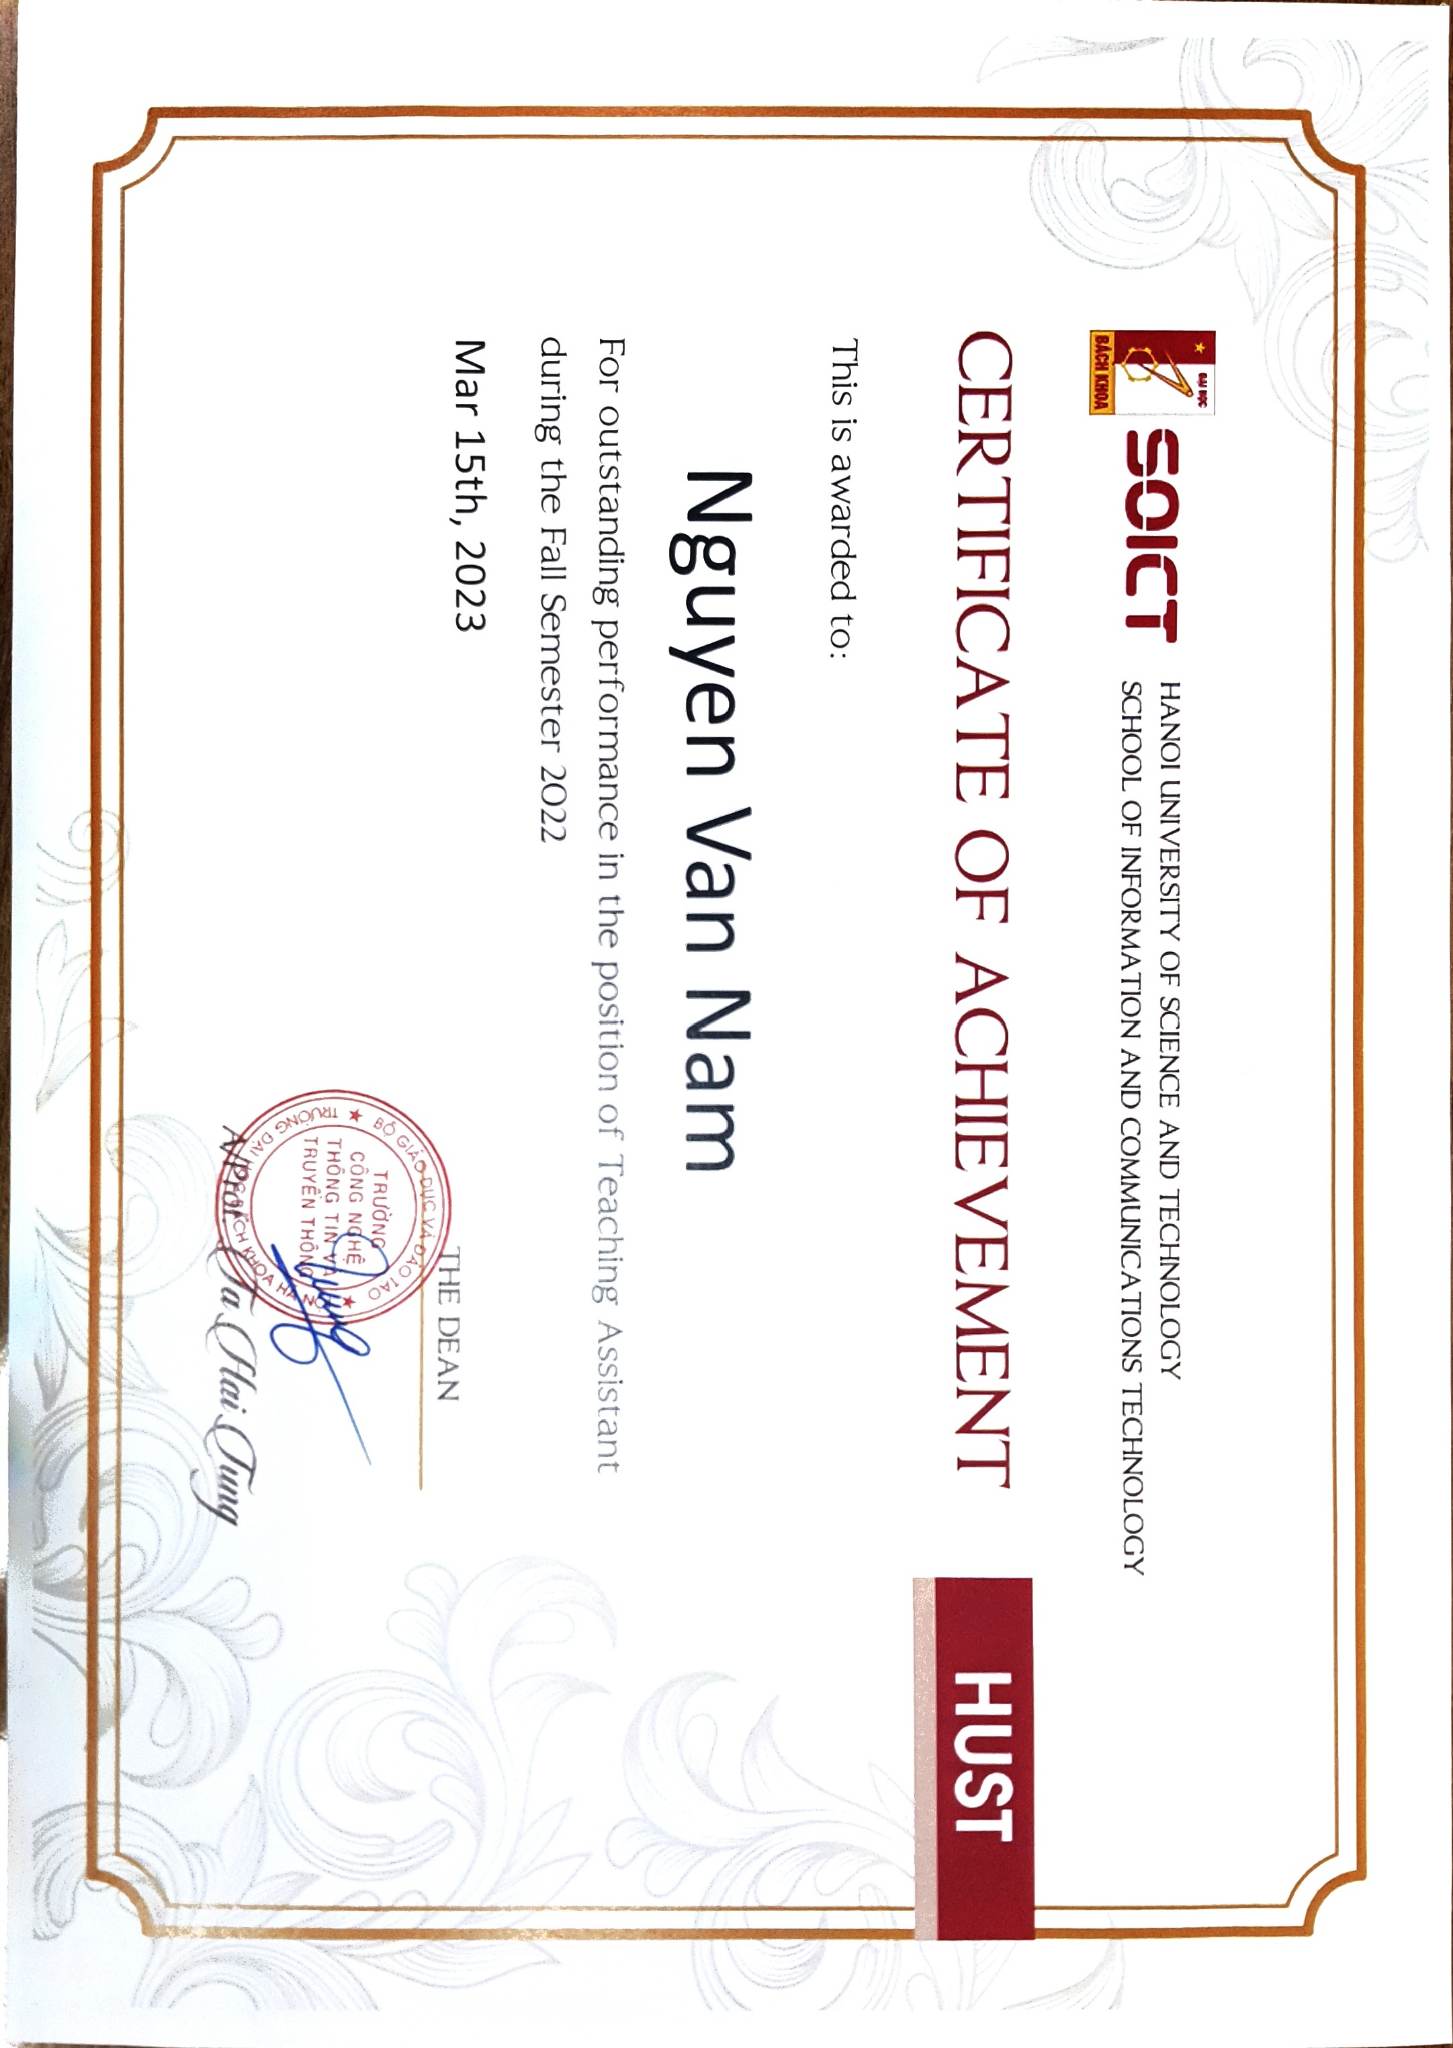 ĐẠI HỌC
BÁCH KHOA
SOICT
HANOI UNIVERSITY OF SCIENCE AND TECHNOLOGY
SCHOOL OF INFORMATION AND COMMUNICATIONS TECHNOLOGY
CERTIFICATE OF ACHIEVEMENT
HUST
This is awarded to:
Nguyen Van Nam
For outstanding performance in the position of Teaching Assistant
during the Fall Semester 2022
Mar 15th, 2023
THE DEAN
BỘ GIÁO DỤC VÀ ĐÀO TẠO
TRƯỜNG
CÔNG NGHỆ
THÔNG TIN VÀ
TRUYỀN THÔNG
TRƯỜNG ĐẠI HỌC BÁCH KHOA HÀ NỘI
Tung
A/Prof. Ta Hai Tung